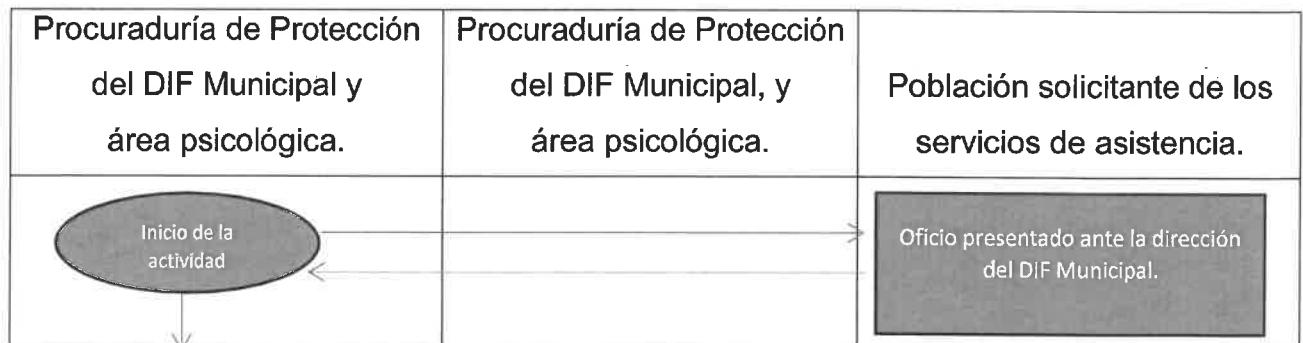 Procuraduría de Protección
del DIF Municipal y
área psicológica.
Procuraduría de Protección
del DIF Municipal, y
área psicológica.
Población solicitante de los
servicios de asistencia.
Inicio de la
actividad
Oficio presentado ante la dirección
del DIF Municipal.